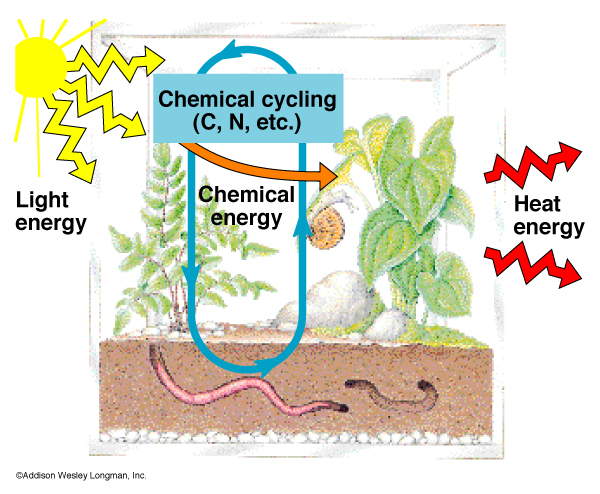 Chemical cycling
(C, N, etc.)
Light
energy
Chemical
energy
Heat
energy
©Addison Wesley Longman, Inc.